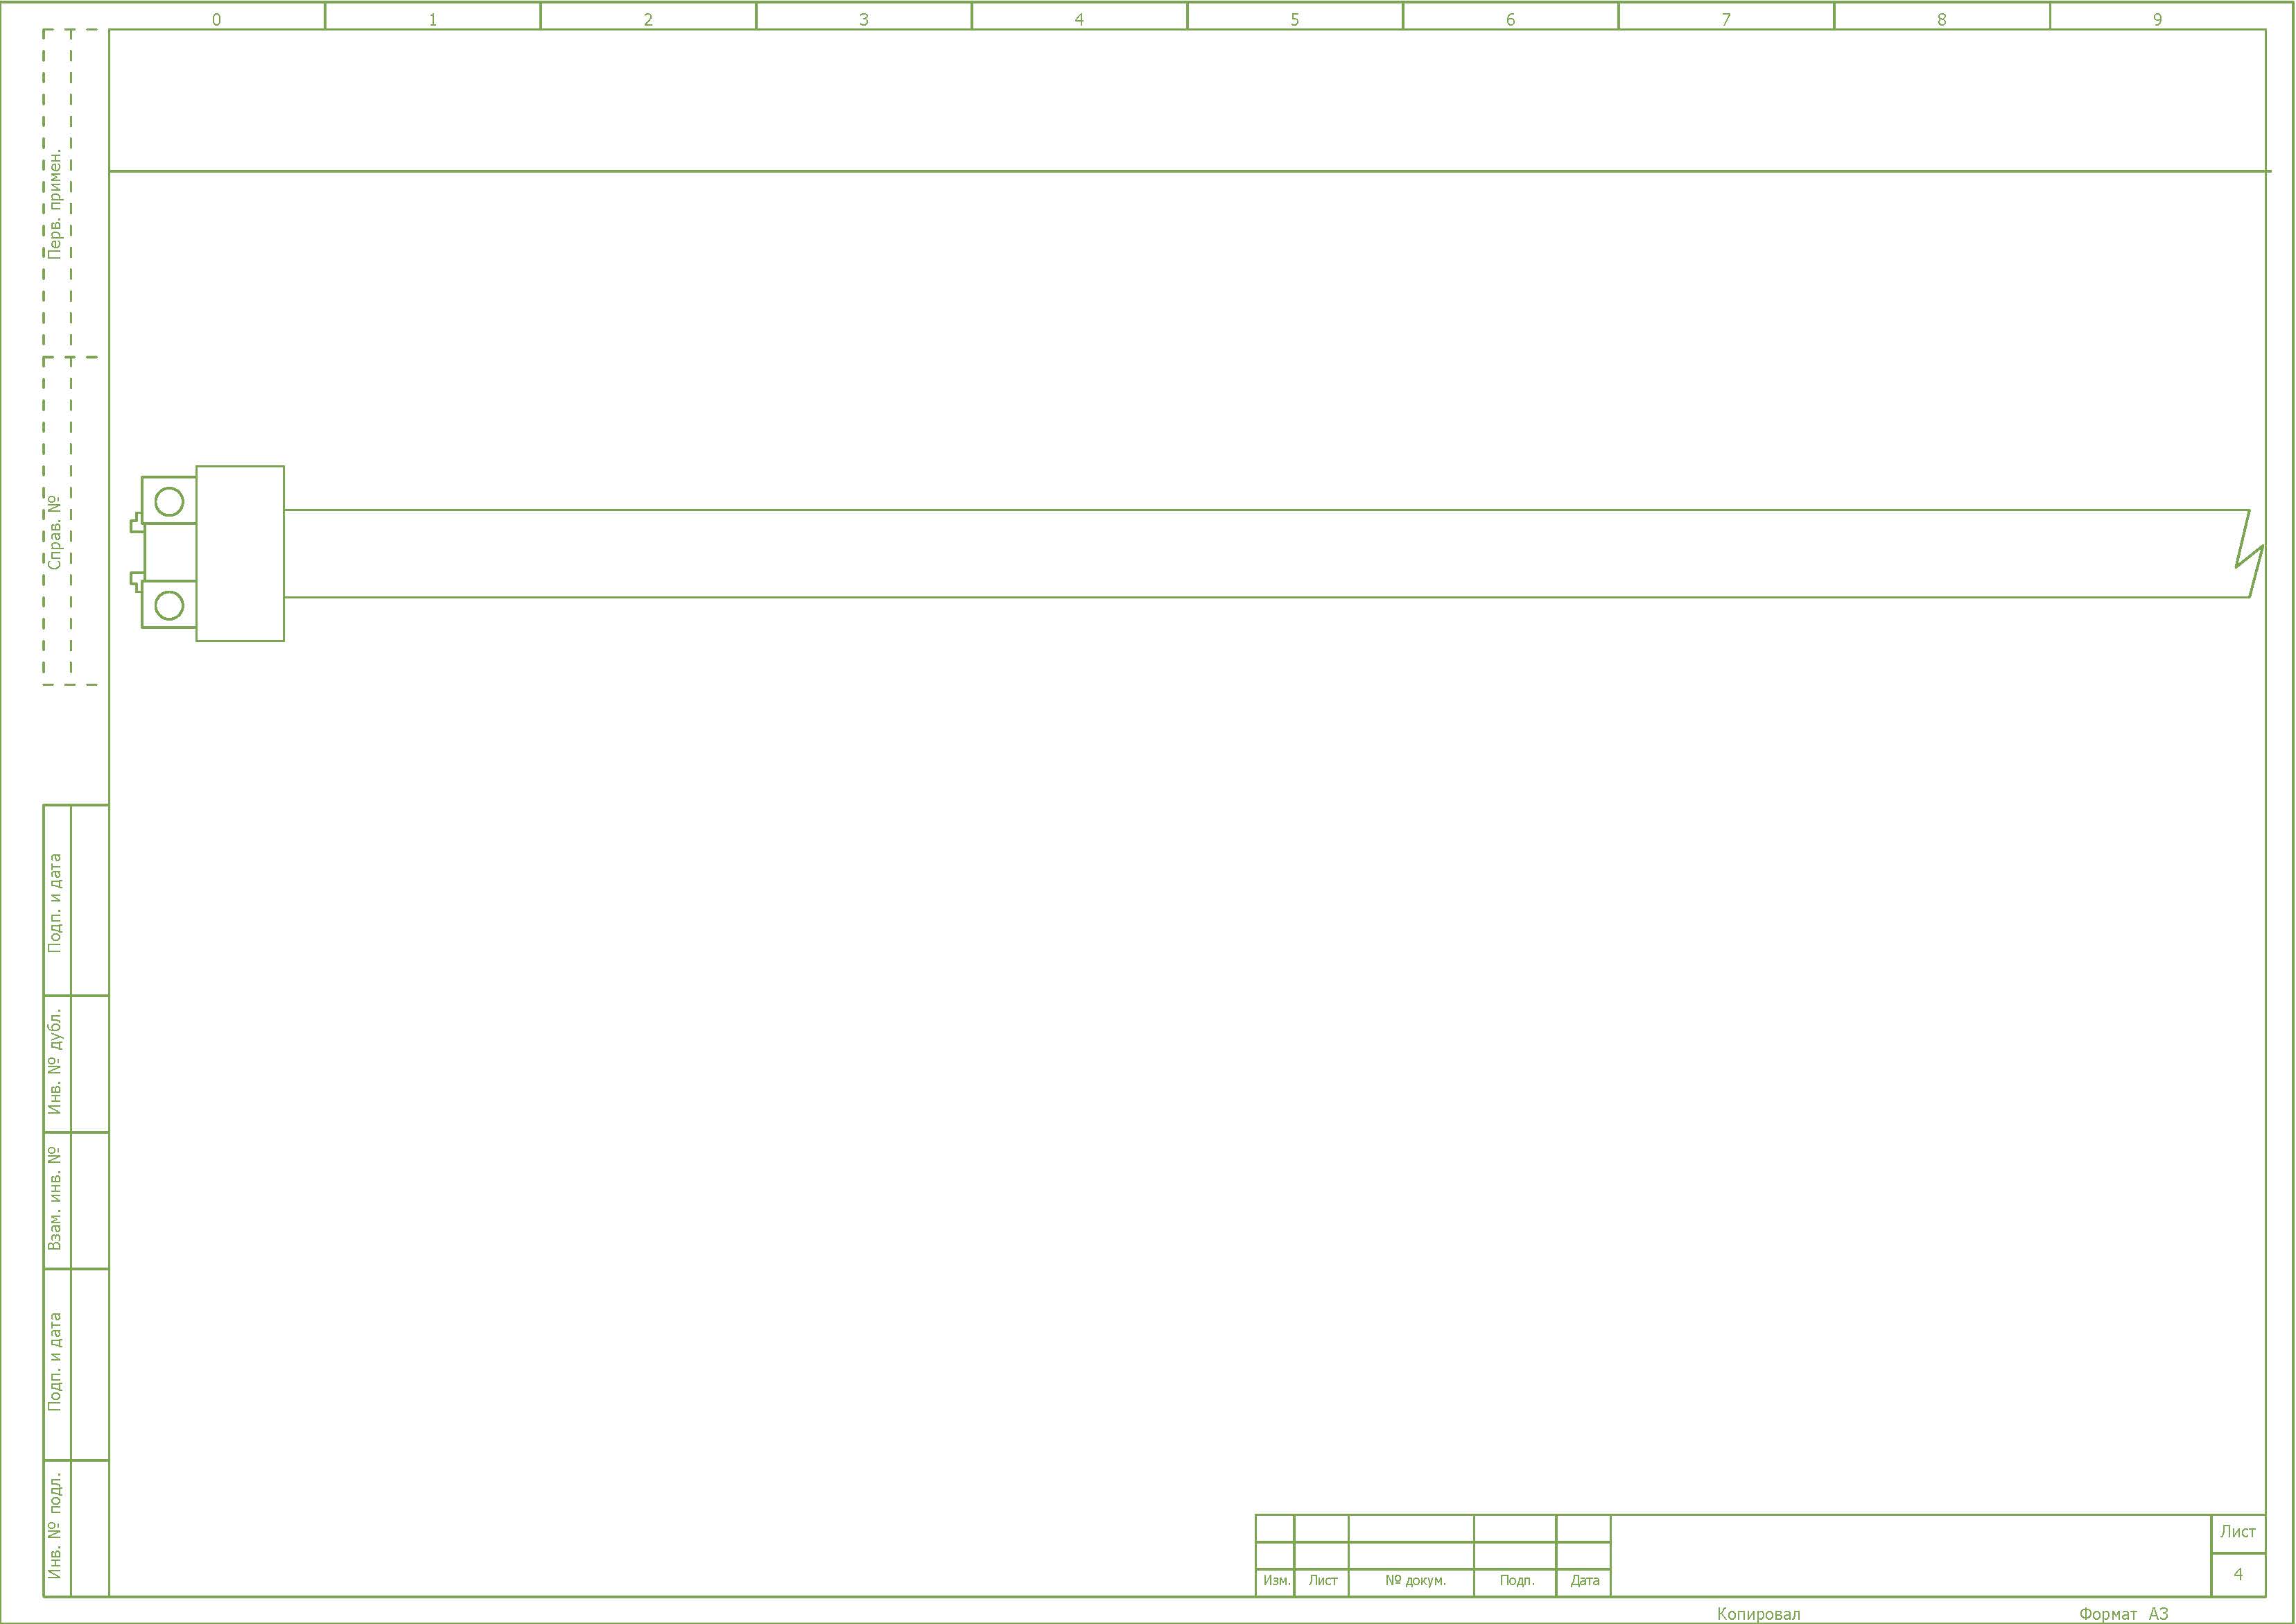 0 1 2 3 4 5 6 7 8 9
Перв. примен.
Справ. №
Подп. и дата
Инв. № дубл.
Взам. инв. №
Подп. и дата
Инв. № подл.
Лист
Изм. Лист № докум. Подп. Дата
4
Копировал Формат А3